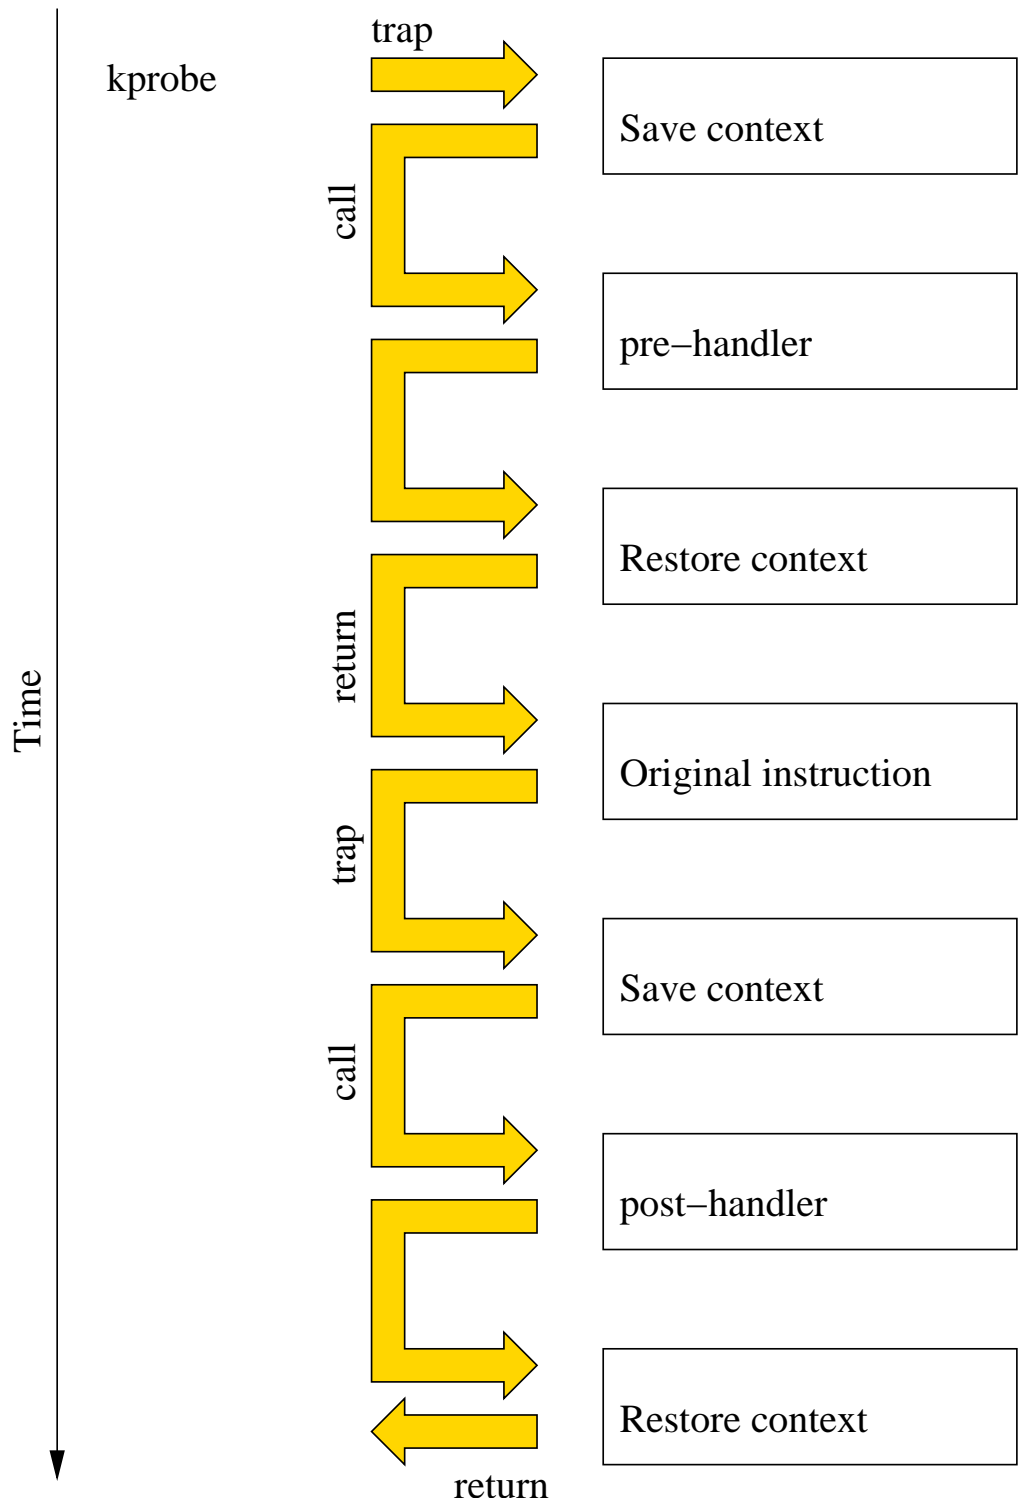 trap
kprobe
Save context
call
pre−handler
Restore context
return
Time
Original instruction
trap
Save context
call
post−handler
Restore context
return